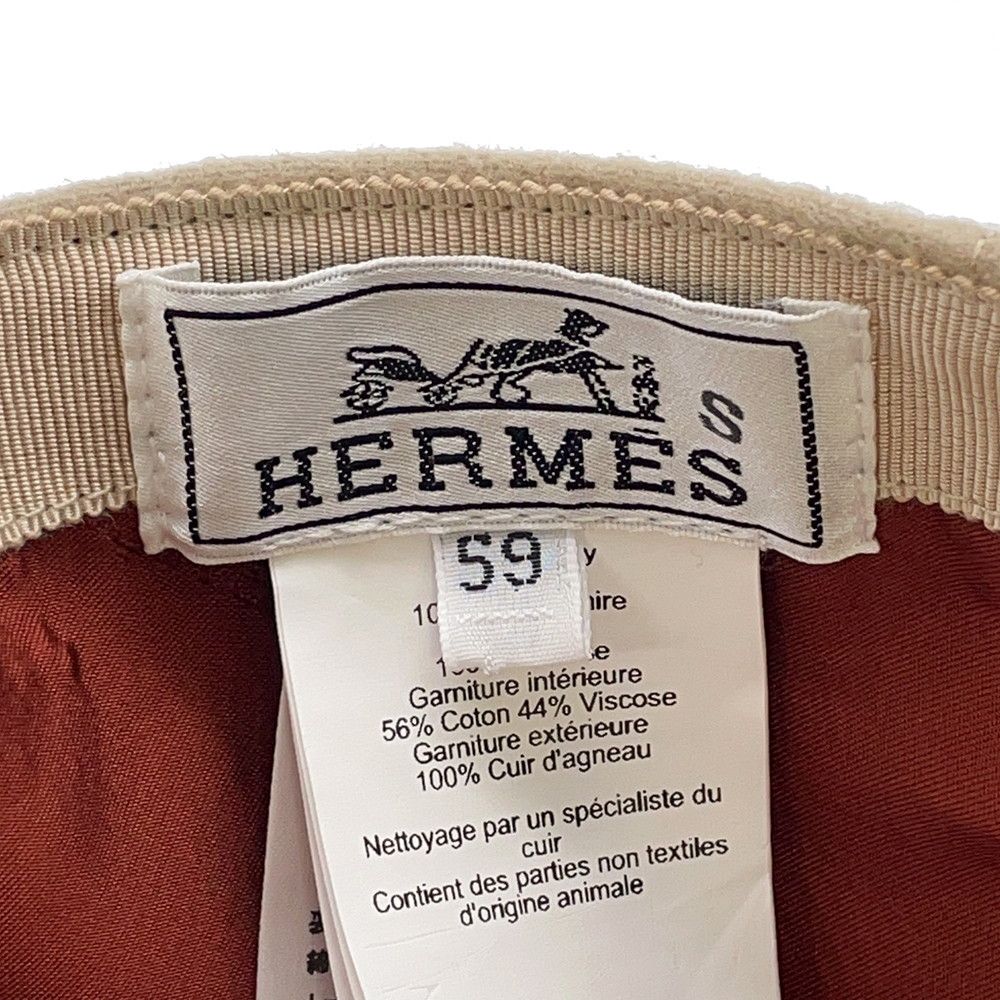 HERMES
S
59
Garniture intérieure
56% Coton 44% Viscose
Garniture extérieure
100% Cuir d'agneau
Nettoyage par un spécialiste du
cuir
Contient des parties non textiles
d'origine animale